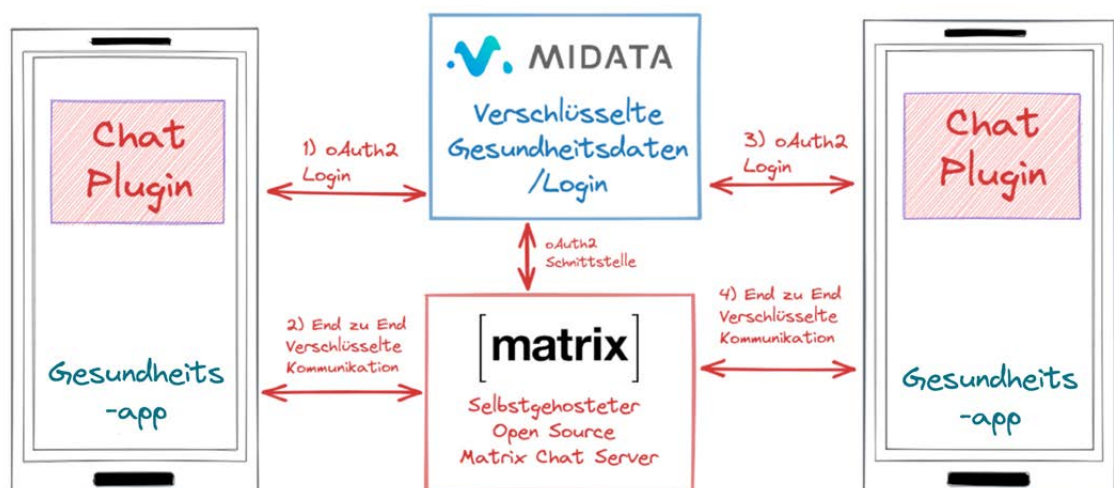 Chat
Plugin
Gesundheits
-app
1) oAuth2
Login
2) End zu End
Verschlüsselte
Kommunikation
MIDATA
Verschlüsselte
Gesundheitsdaten
/Login
oAuth2
Schnittstelle
[matrix]
Selbstgehosteter
Open Source
Matrix Chat Server
3) oAuth2
Login
4) End zu End
Verschlüsselte
Kommunikation
Chat
Plugin
Gesundheits
-app